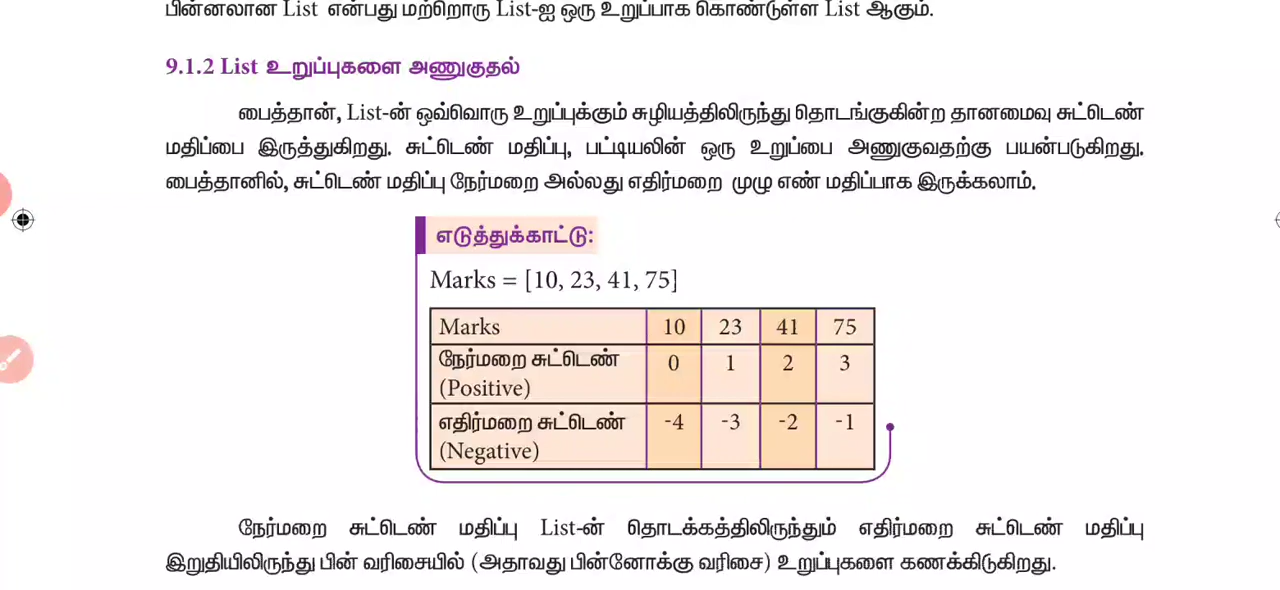 பின்னலான List என்பது மற்றொரு List-ஐ ஒரு உறுப்பாக கொண்டுள்ள List ஆகும்.
9.1.2 List உறுப்புகளை அணுகுதல்
பைத்தான், List-ன் ஒவ்வொரு உறுப்புக்கும் சுழியத்திலிருந்து தொடங்குகின்ற தானமைவு சுட்டெண்
மதிப்பை இருத்துகிறது. சுட்டெண் மதிப்பு, பட்டியலின் ஒரு உறுப்பை அணுகுவதற்கு பயன்படுகிறது.
பைத்தானில், சுட்டெண் மதிப்பு நேர்மறை அல்லது எதிர்மறை முழு எண் மதிப்பாக இருக்கலாம்.
எடுத்துக்காட்டு:
Marks = [10, 23, 41, 75]
Marks 10 23 41 75
நேர்மறை சுட்டெண் 0 1 2 3
(Positive)
எதிர்மறை சுட்டெண் -4 -3 -2 -1
(Negative)
நேர்மறை சுட்டெண் மதிப்பு List-ன் தொடக்கத்திலிருந்தும் எதிர்மறை சுட்டெண் மதிப்பு
இறுதியிலிருந்து பின் வரிசையில் (அதாவது பின்னோக்கு வரிசை) உறுப்புகளை கணக்கிடுகிறது.